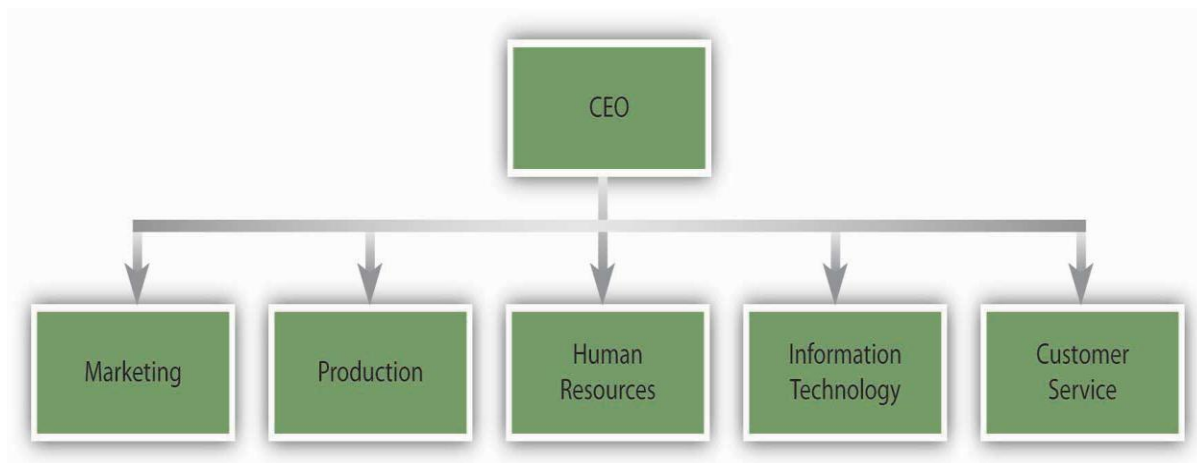 CEO
Marketing
Production
Human
Resources
Information
Technology
Customer
Service